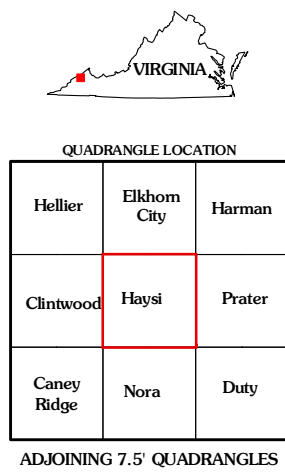 VIRGINIA
QUADRANGLE LOCATION
Hellier
Elkhorn
City
Harman
Clintwood
Haysi
Prater
Caney
Ridge
Nora
Duty
ADJOINING 7.5' QUADRANGLES